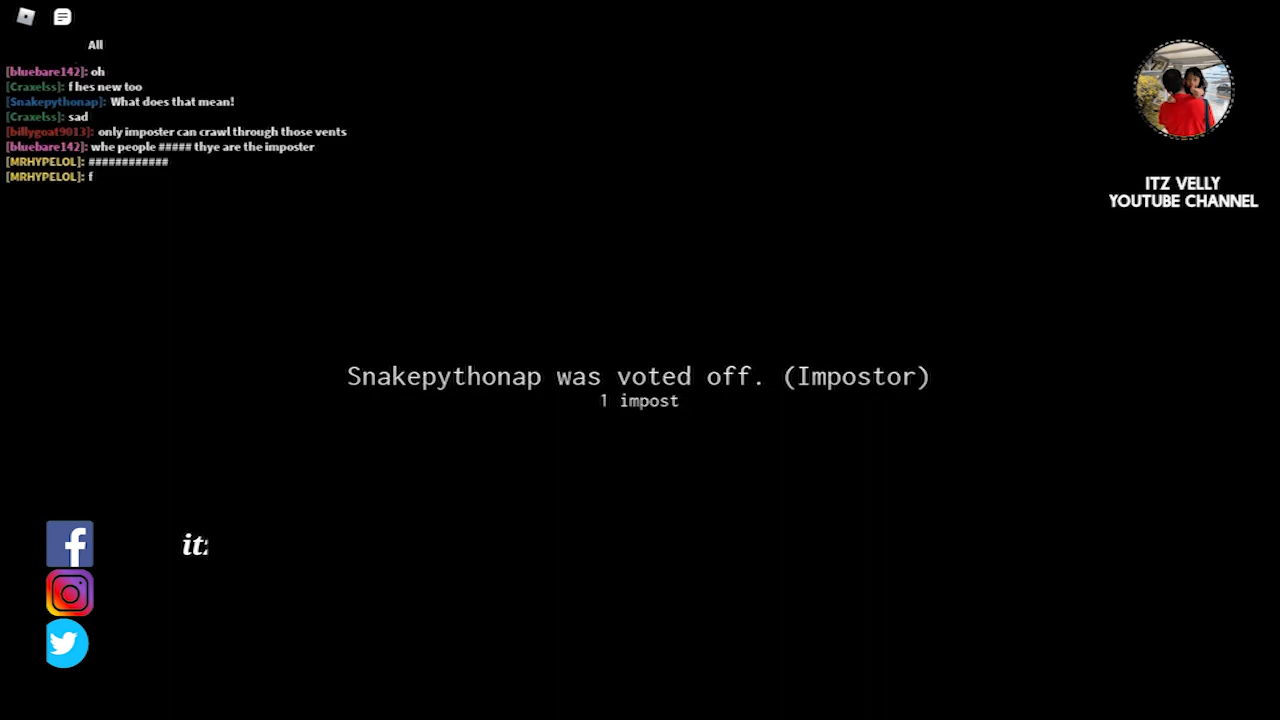 All
[bluebare142]: oh
[Craxelss]: f hes new too
[Snakepythonap]: What does that mean!
[Craxelss]: sad
[billygoat9013]: only imposter can crawl through those vents
[bluebare142]: whe people ##### thye are the imposter
[MRHYPELOL]: ############
[MRHYPELOL]: f
ITZ VELLY
YOUTUBE CHANNEL
Snakepythonap was voted off. (Impostor)
1 impost
it